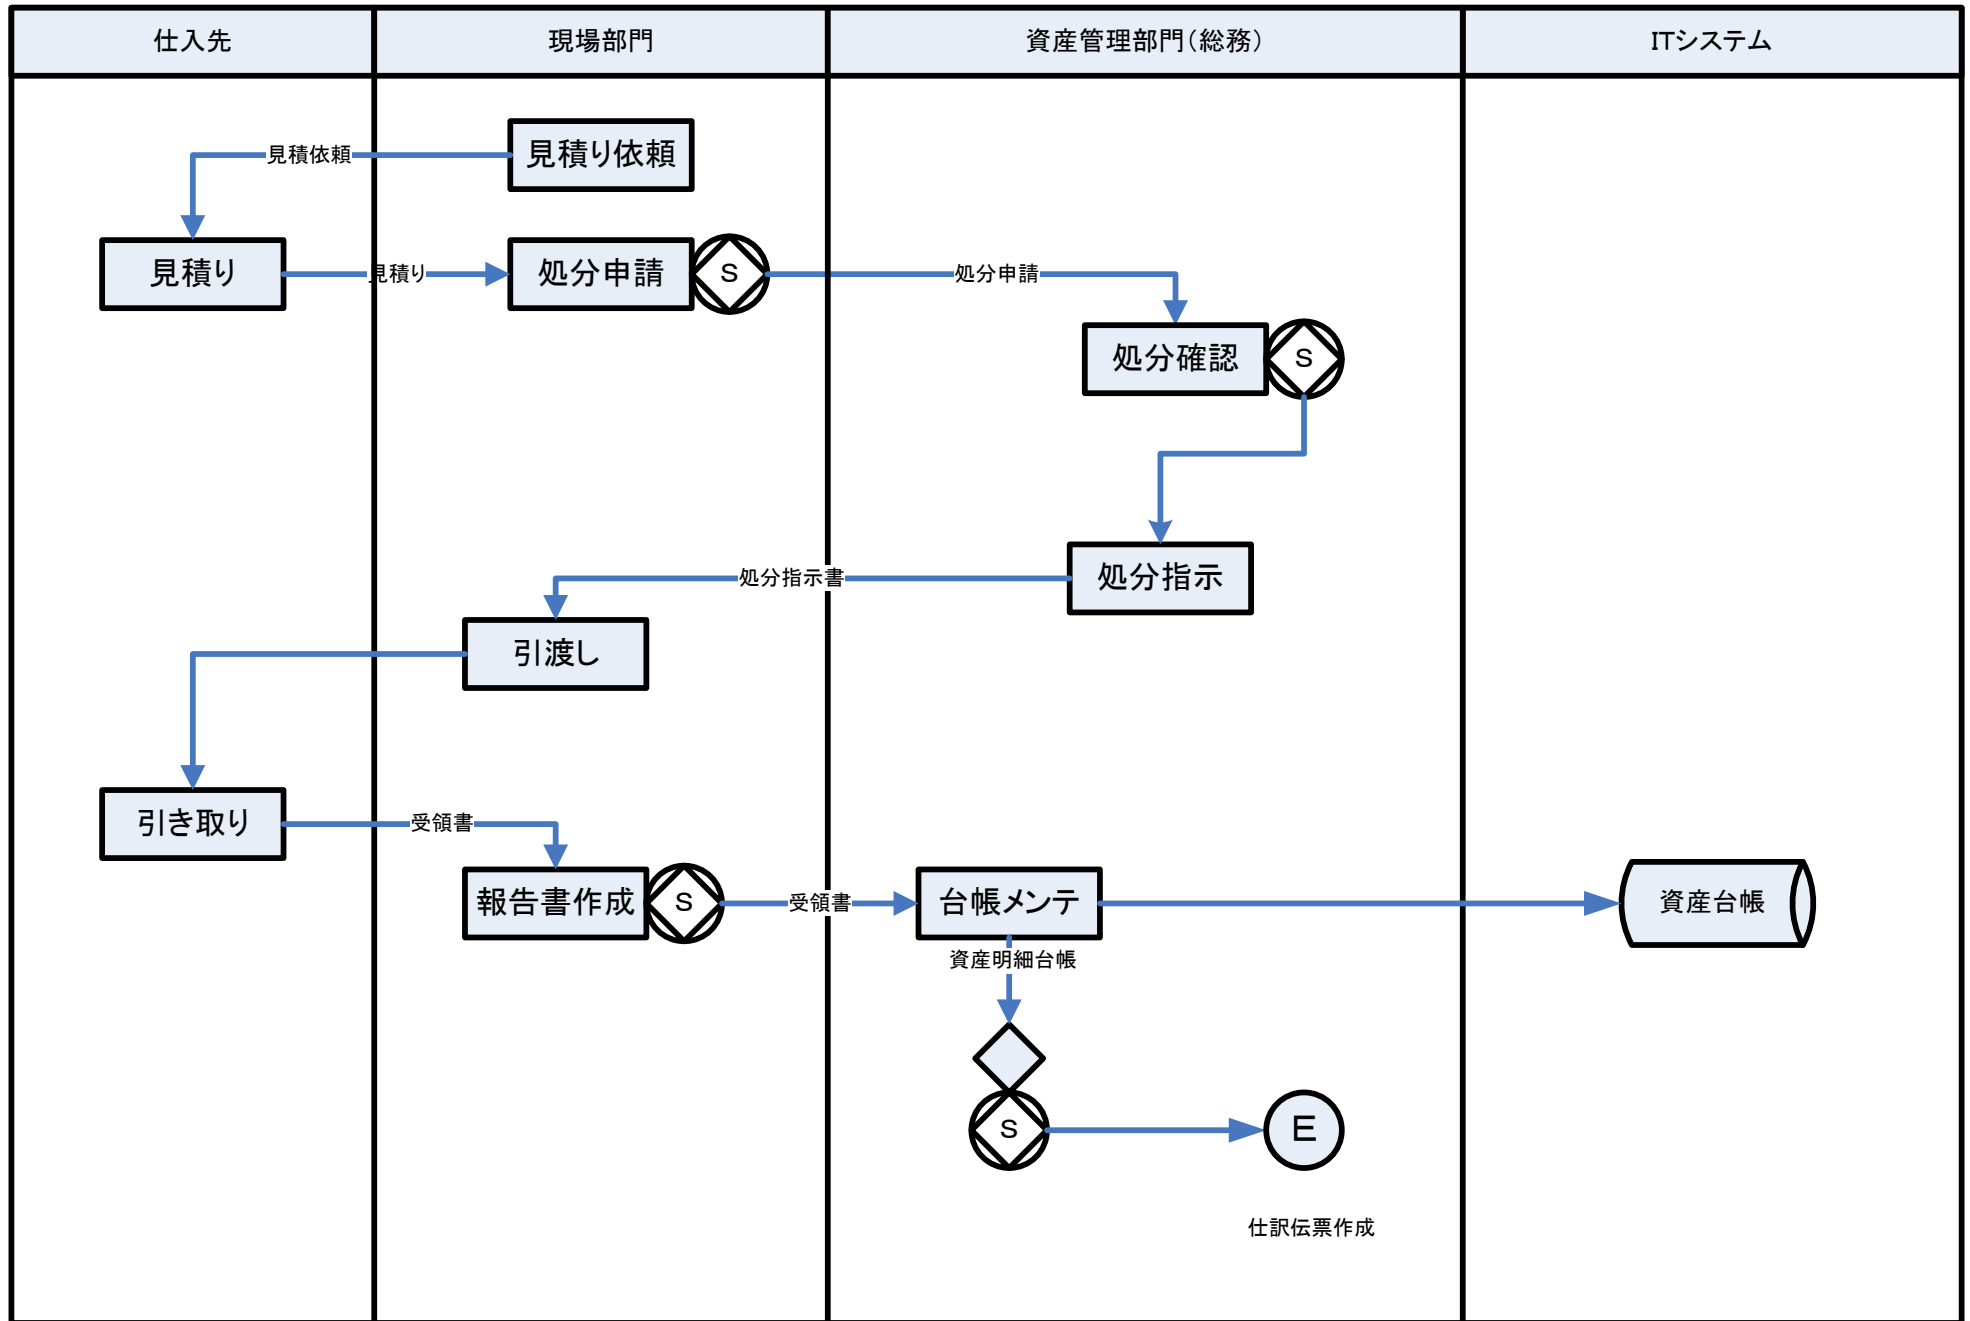 仕入先
現場部門
資産管理部門（総務）
ITシステム
見積依頼
見積り依頼
見積り
見積り
処分申請
S
処分申請
処分確認
S
処分指示書
処分指示
引渡し
引き取り
受領書
報告書作成
S
受領書
台帳メンテ
資産台帳
資産明細台帳
S
E
仕訳伝票作成